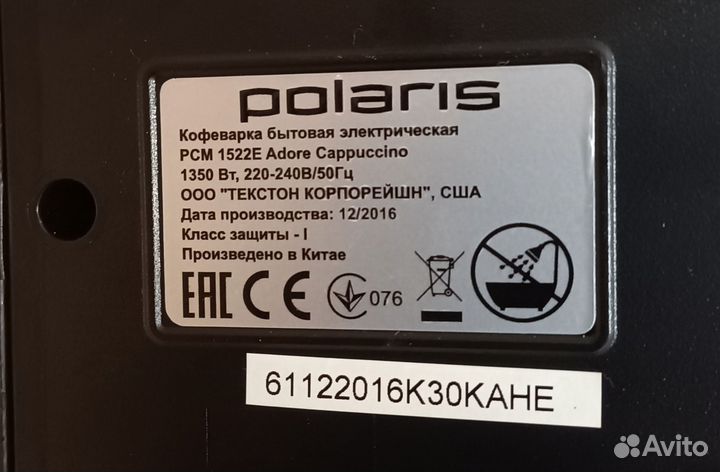 polaris
Кофеварка бытовая электрическая
PCM 1522E Adore Cappuccino
1350 Вт, 220-240В/50Гц
ООО "ТЕКСТОН КОРПОРЕЙШН", США
Дата производства: 12/2016
Класс защиты - I
Произведено в Китае
EAC CE 076
61122016K30KAHE
Avito